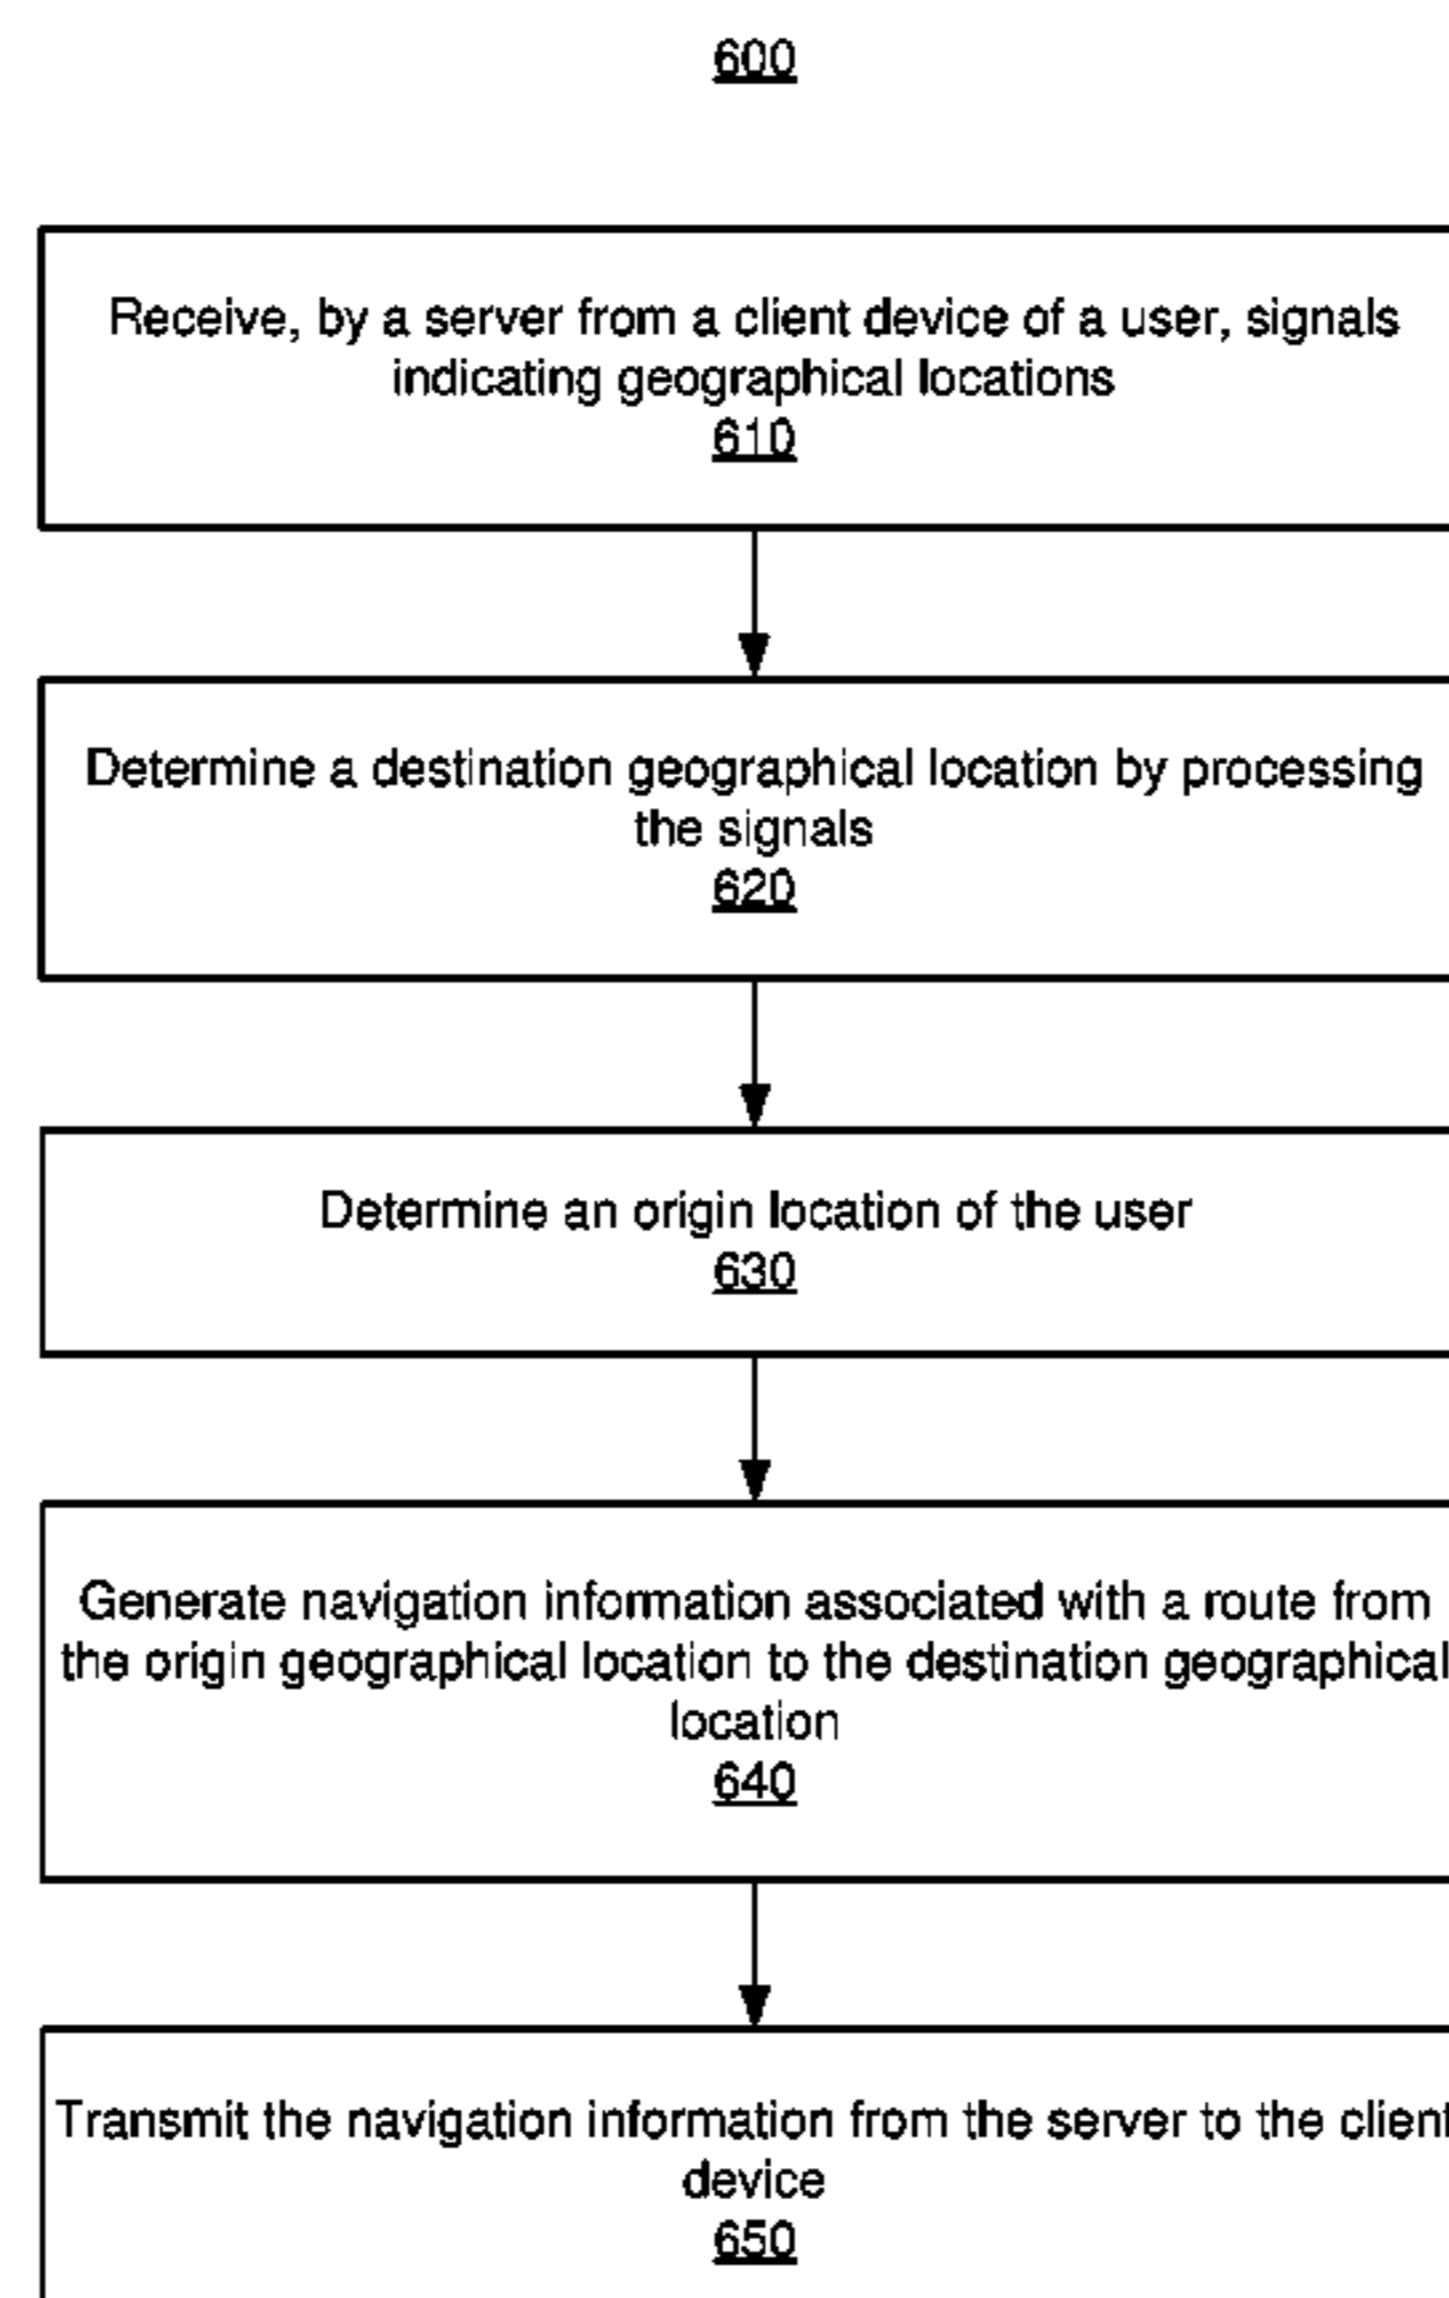 600
Receive, by a server from a client device of a user, signals
indicating geographical locations
610
Determine a destination geographical location by processing
the signals
620
Determine an origin location of the user
630
Generate navigation information associated with a route from
the origin geographical location to the destination geographical
location
640
Transmit the navigation information from the server to the client
device
650